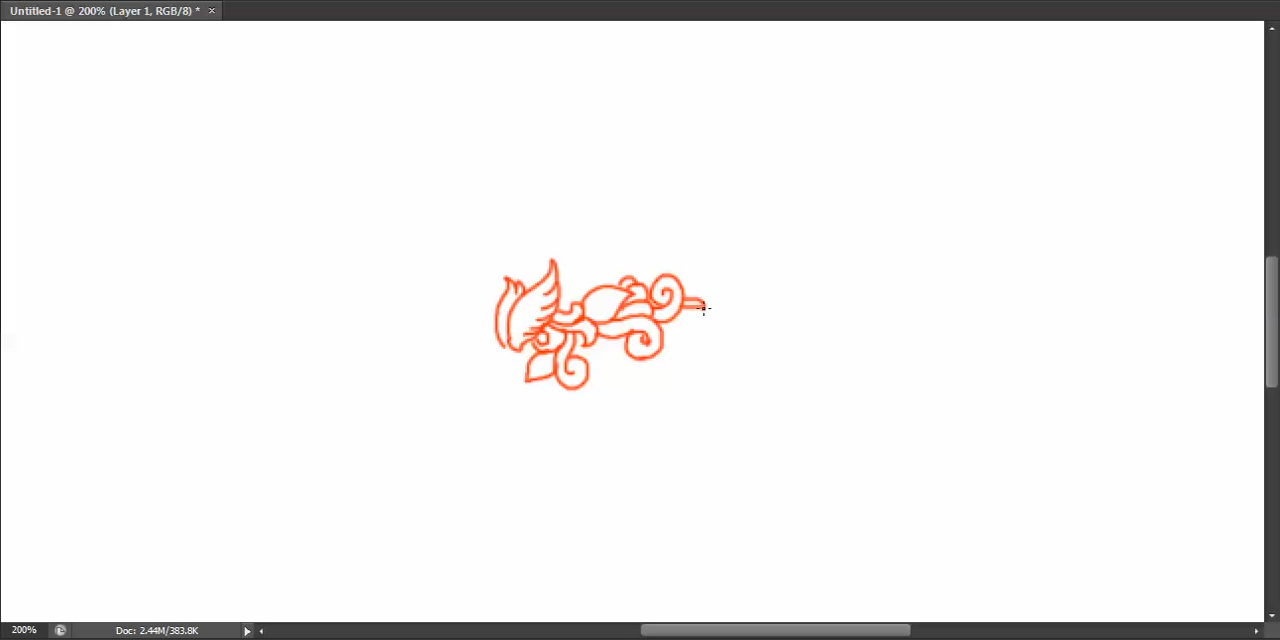 Untitled-1 @ 200% (Layer 1, RGB/8) * ×
200% Doc: 2.44M/383.8K